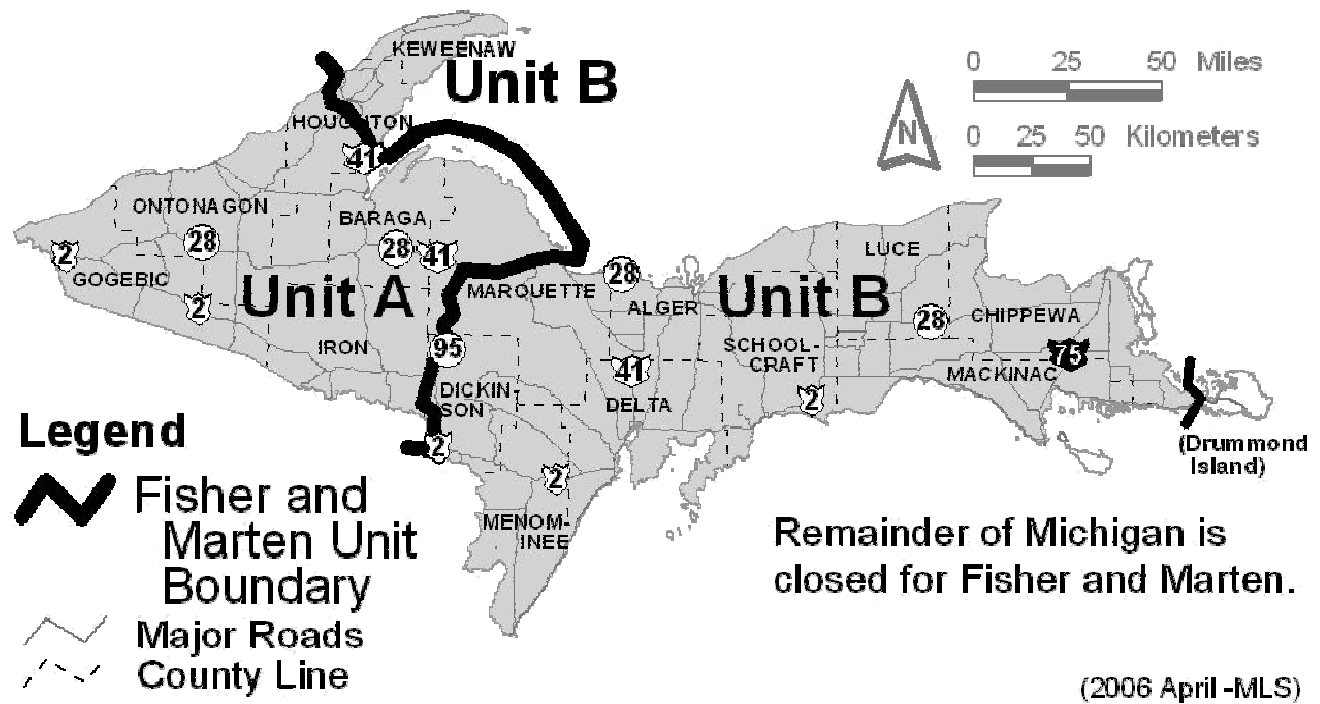 KEWEENAW
Unit B
0 25 50 Miles
N
HOUGHTON
0 25 50 Kilometers
41
ONTONAGON
BARAGA
28
28
41
2
LUCE
GOGEBIC
28
Unit A
MAROUETTE
Unit B
2
ALGER
28
CHIPPEWA
IRON
95
SCHOOL-
CRAFT
75
41
MACKINAC
DICKIN-
SON
DELTA
2
Legend
2
(Drummond
Island)
Fisher and
Marten Unit
Boundary
2
MENOM-
INEE
Remainder of Michigan is
closed for Fisher and Marten.
Major Roads
County Line
(2006 April -MLS)